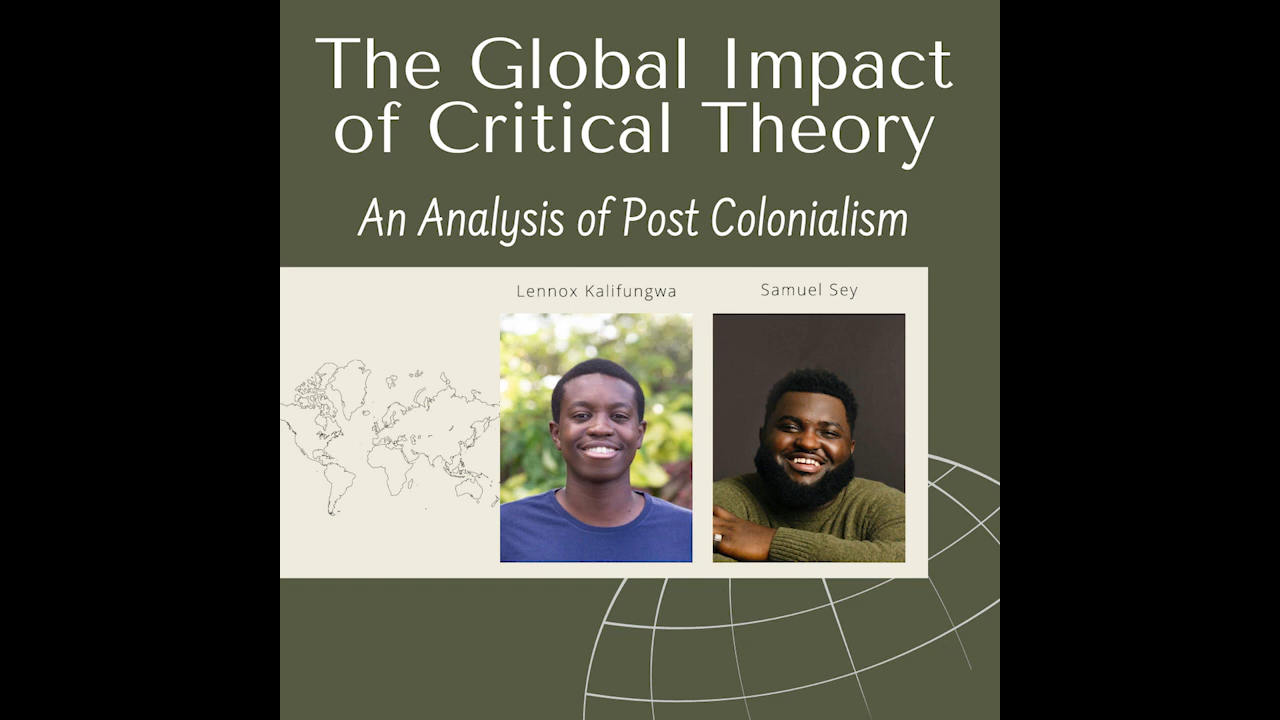 The Global Impact
of Critical Theory
An Analysis of Post Colonialism
Lennox Kalifungwa
Samuel Sey